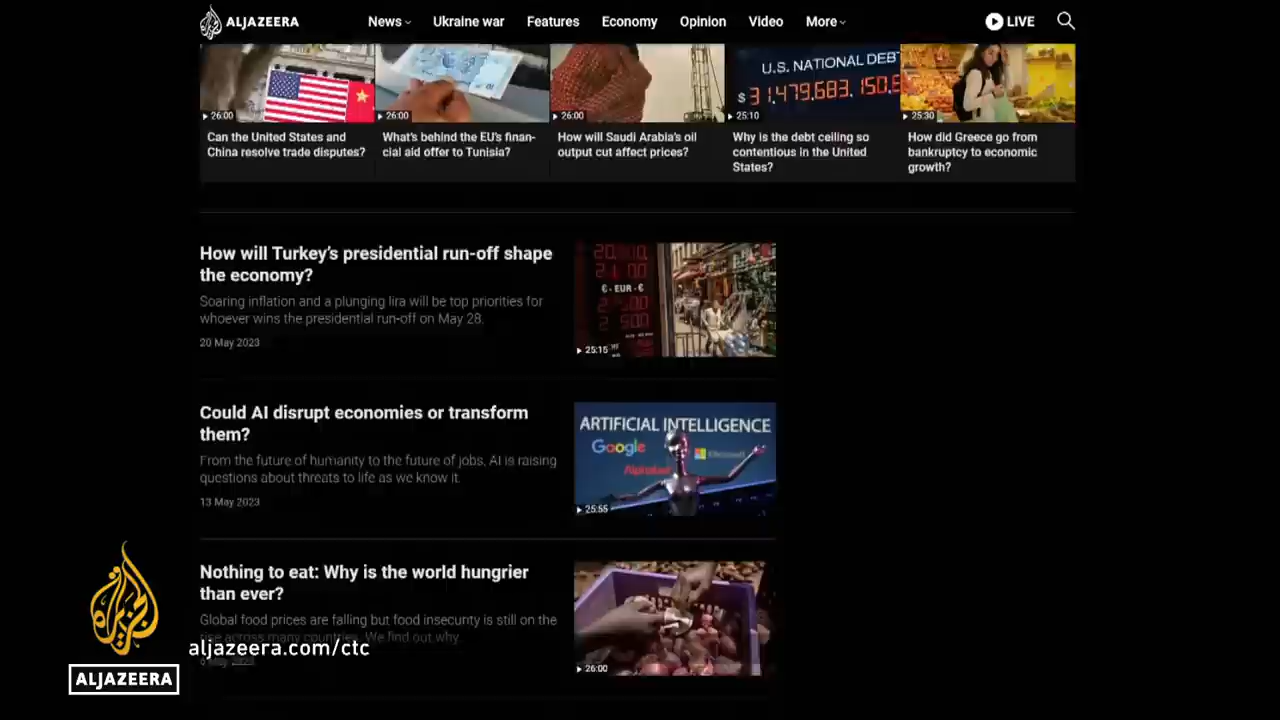 ALJAZEERA
News
Ukraine war
Features
Economy
Opinion
Video
More
LIVE
U.S. NATIONAL DEBT
$ 31,479,683,150,6
26:00
26:00
26:00
25:10
25:30
Can the United States and
China resolve trade disputes?
What's behind the EU's finan-
cial aid offer to Tunisia?
How will Saudi Arabia's oil
output cut affect prices?
Why is the debt ceiling so
contentious in the United
States?
How did Greece go from
bankruptcy to economic
growth?
How will Turkey's presidential run-off shape
the economy?
Soaring inflation and a plunging lira will be top priorities for
whoever wins the presidential run-off on May 28.
20 May 2023
€ - EUR - €
25:15
Could AI disrupt economies or transform
them?
From the future of humanity to the future of jobs, AI is raising
questions about threats to life as we know it.
13 May 2023
ARTIFICIAL INTELLIGENCE
Google
Microsoft
Alphabet
25:55
Nothing to eat: Why is the world hungrier
than ever?
Global food prices are falling but food insecurity is still on the
rise across many countries. We find out why.
26:00
aljazeera.com/ctc
الجزيرة
ALJAZEERA